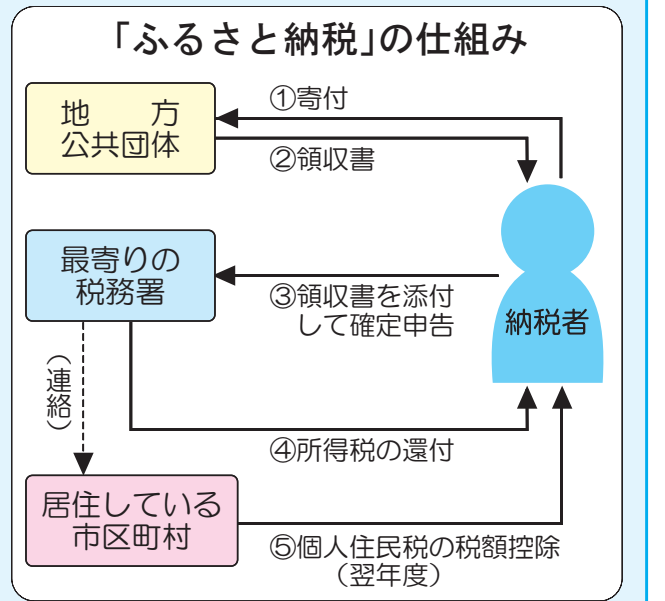 「ふるさと納税」の仕組み
地　方
公共団体
①寄付
②領収書
最寄りの
税務署
③領収書を添付
して確定申告
納税者
（連絡）
④所得税の還付
居住している
市区町村
⑤個人住民税の税額控除
（翌年度）